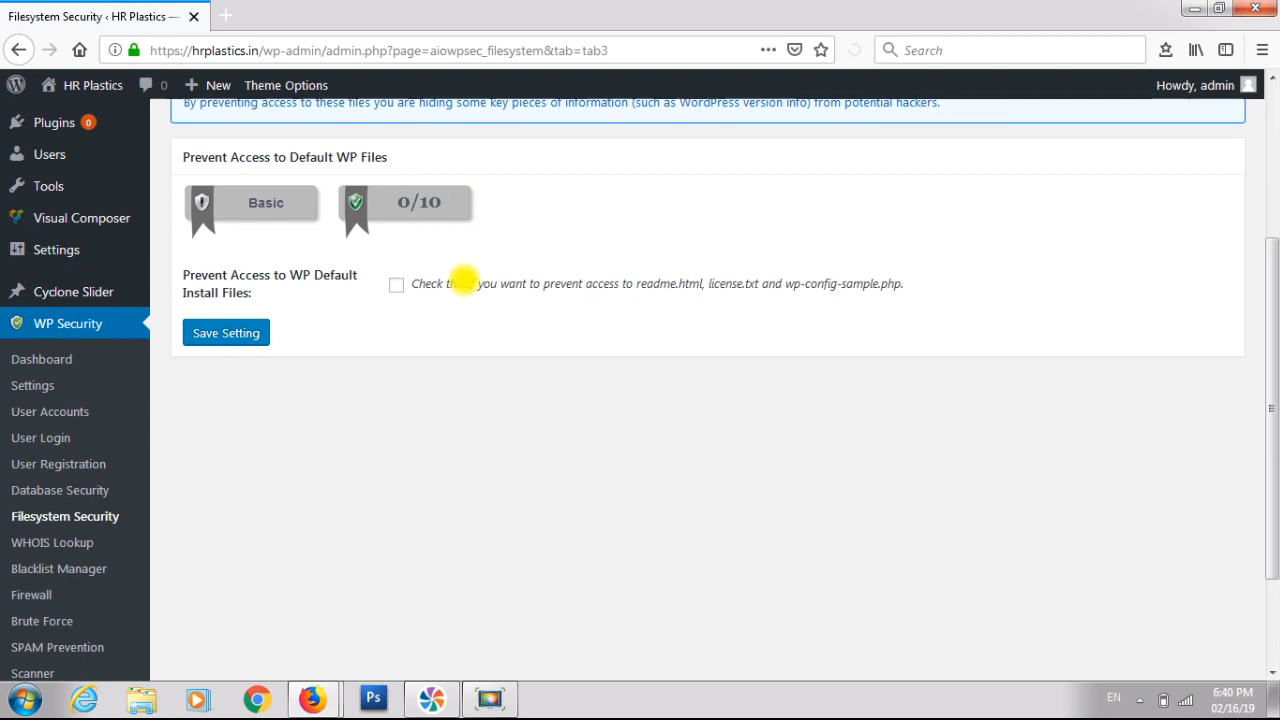 Filesystem Security ‹ HR Plastics —
https://hrplastics.in/wp-admin/admin.php?page=aiowpsec_filesystem&tab=tab3
Search
HR Plastics
0
New
Theme Options
Howdy, admin
By preventing access to these files you are hiding some key pieces of information (such as WordPress version info) from potential hackers.
Plugins 0
Users
Tools
Visual Composer
Settings
Cyclone Slider
WP Security
Dashboard
Settings
User Accounts
User Login
User Registration
Database Security
Filesystem Security
WHOIS Lookup
Blacklist Manager
Firewall
Brute Force
SPAM Prevention
Scanner
Prevent Access to Default WP Files
Basic
0/10
Prevent Access to WP Default
Install Files:
Check this if you want to prevent access to readme.html, license.txt and wp-config-sample.php.
Save Setting
Ps
EN
6:40 PM
02/16/19